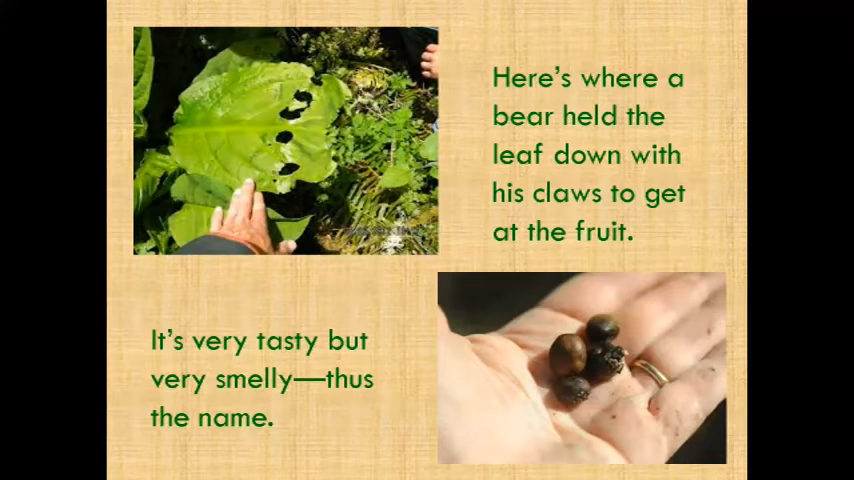 Here's where a
bear held the
leaf down with
his claws to get
at the fruit.
It's very tasty but
very smelly—thus
the name.